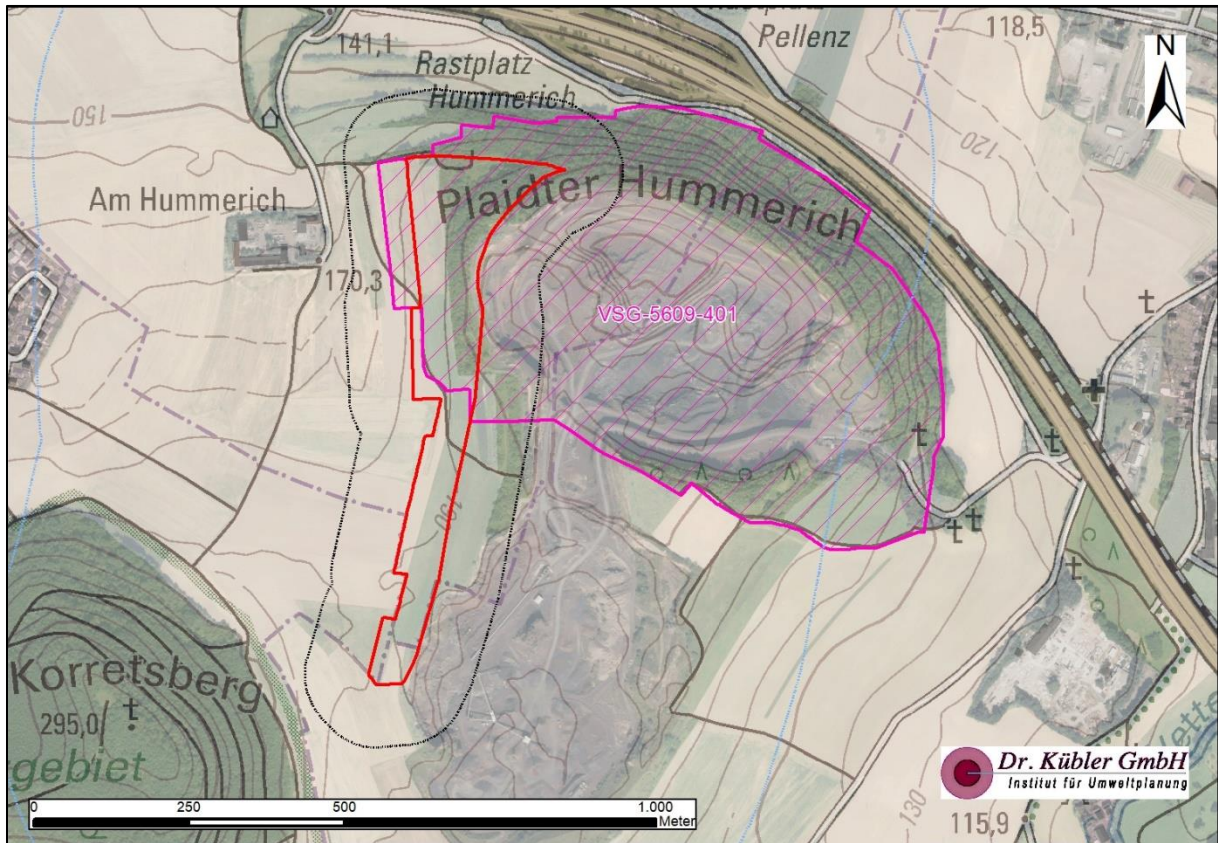 Pellenz
118,5
N
141,1
Rastplatz
Hummerich
150
120
Am Hummerich
Plaidter Hummerich
170,3
VSG-5609-401
190
Korretsberg
295,0
gebiet
Dr. Kübler GmbH
Institut für Umweltplanung
0 250 500 1.000
Meter
130
115,9